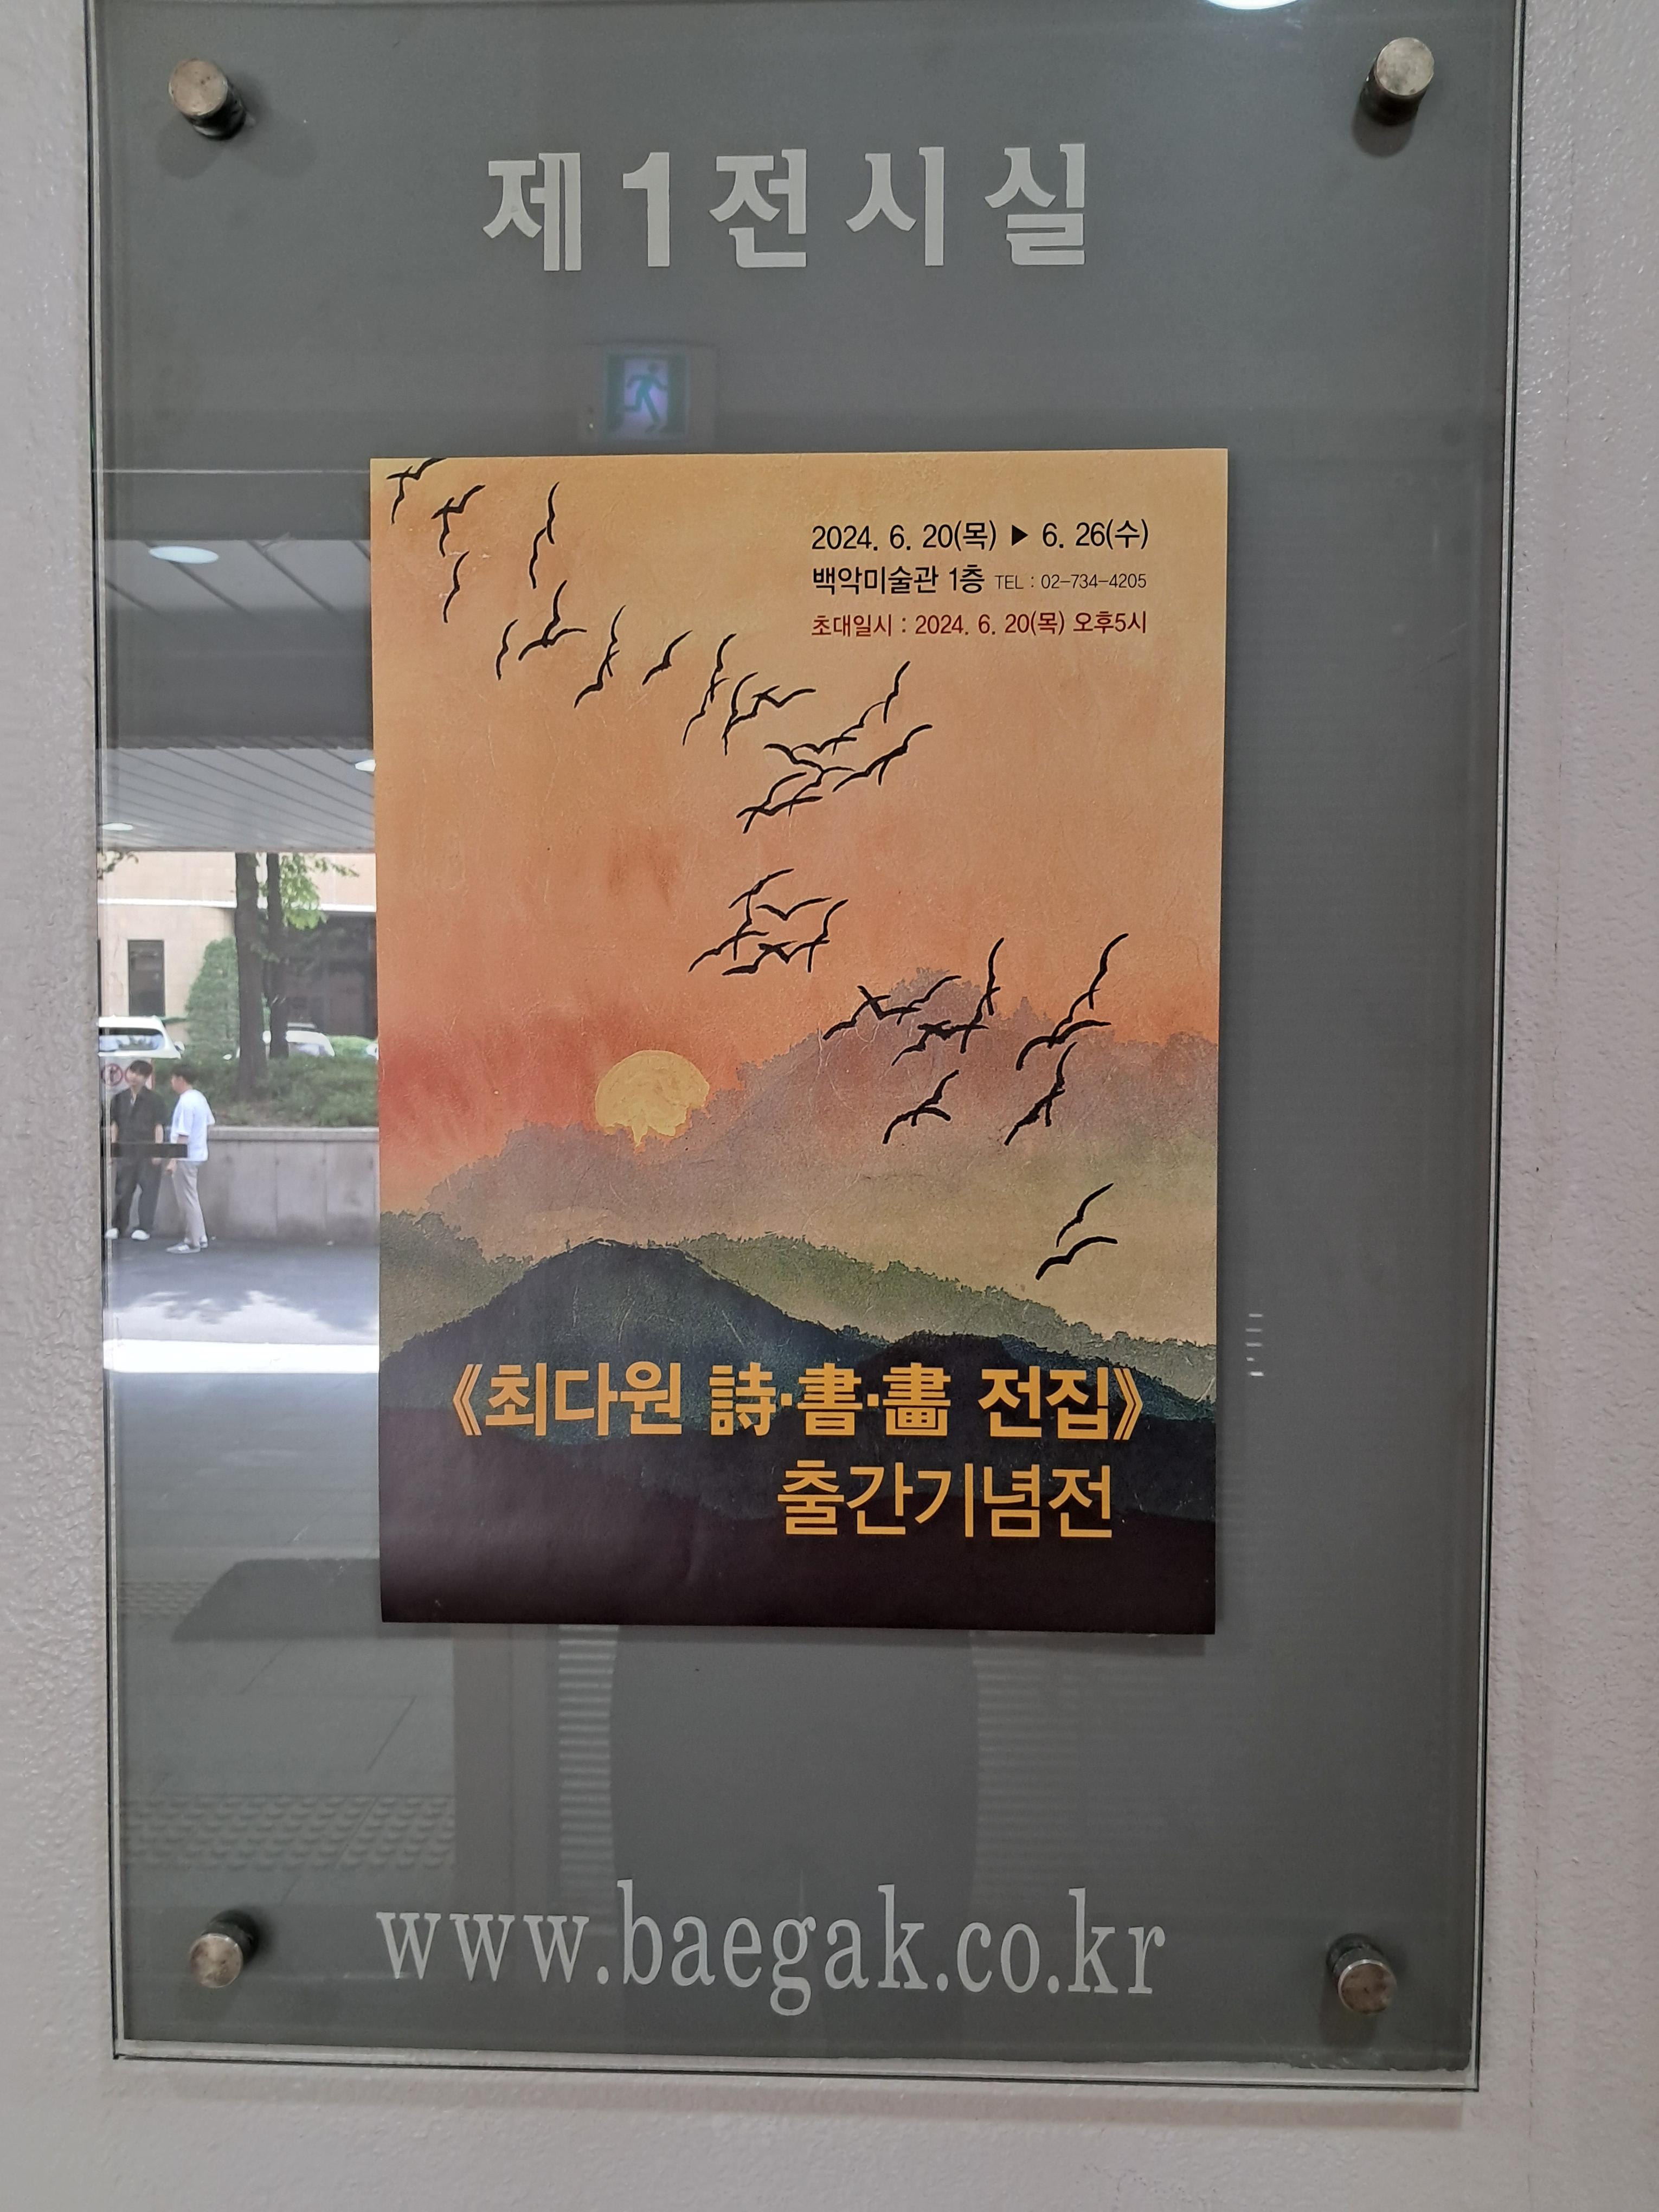 제1전시실
2024. 6. 20(목) ▶ 6. 26(수)
백악미술관 1층 TEL : 02-734-4205
초대일시 : 2024. 6. 20(목) 오후5시
《최다원 詩·書·畵 전집》
출간기념전
www.baegak.co.kr